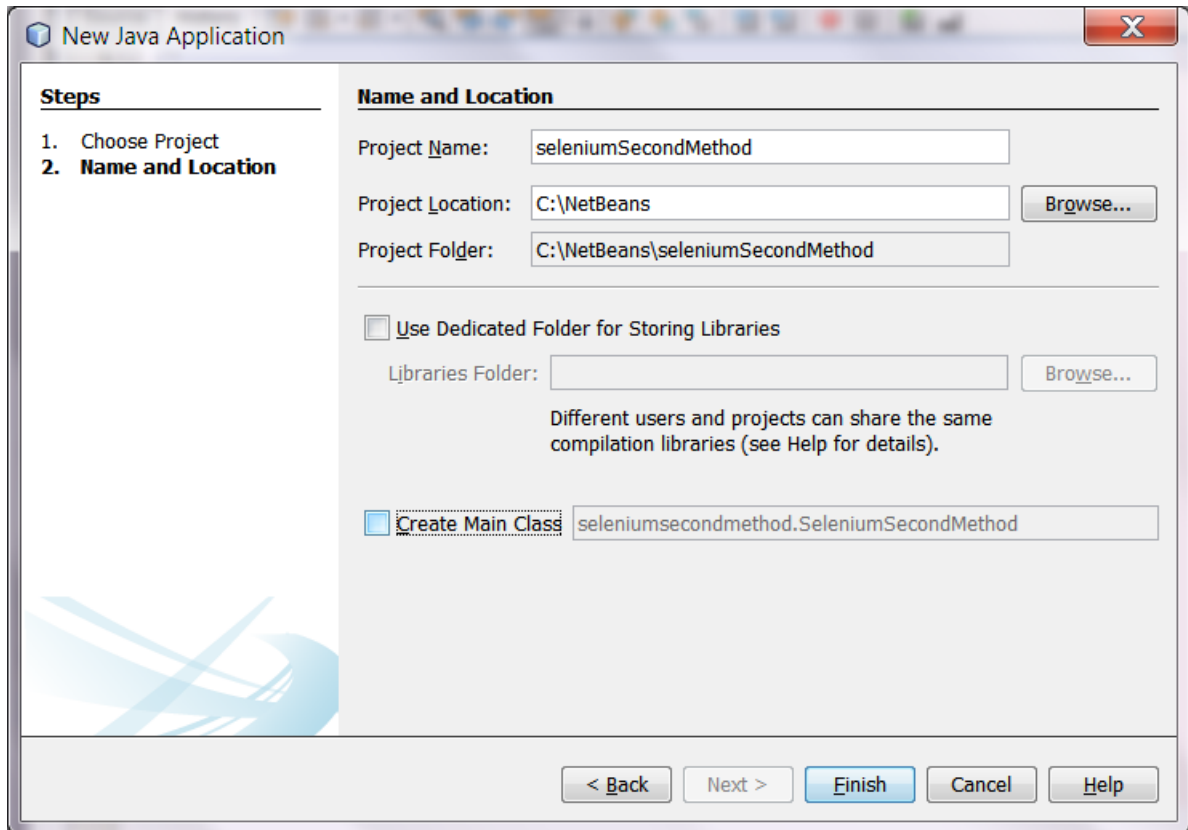 New Java Application
Steps
1. Choose Project
2. Name and Location
Name and Location
Project Name: seleniumSecondMethod
Project Location: C:\NetBeans Browse...
Project Folder: C:\NetBeans\seleniumSecondMethod
Use Dedicated Folder for Storing Libraries
Libraries Folder: Browse...
Different users and projects can share the same
compilation libraries (see Help for details).
Create Main Class seleniumsecondmethod.SeleniumSecondMethod
< Back Next > Finish Cancel Help